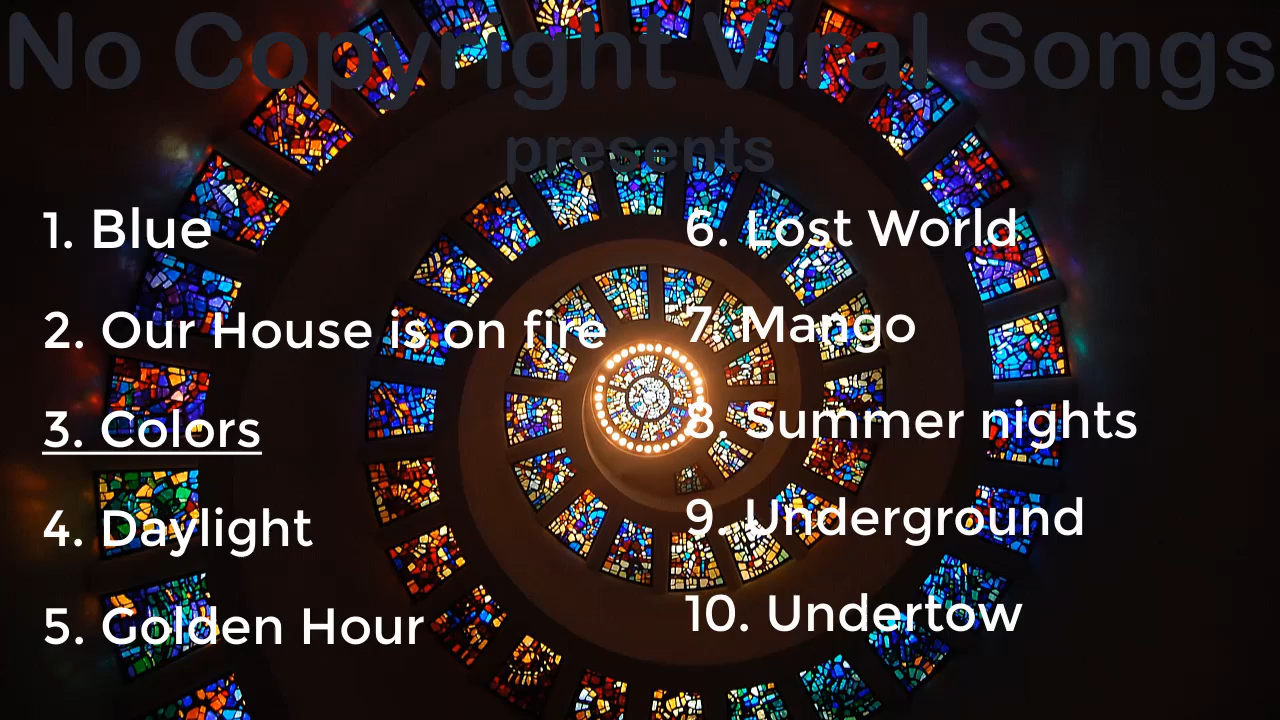 No Copyright Viral Songs
presents
1. Blue
2. Our House is on fire
3. Colors
4. Daylight
5. Golden Hour
6. Lost World
7. Mango
8. Summer nights
9. Underground
10. Undertow